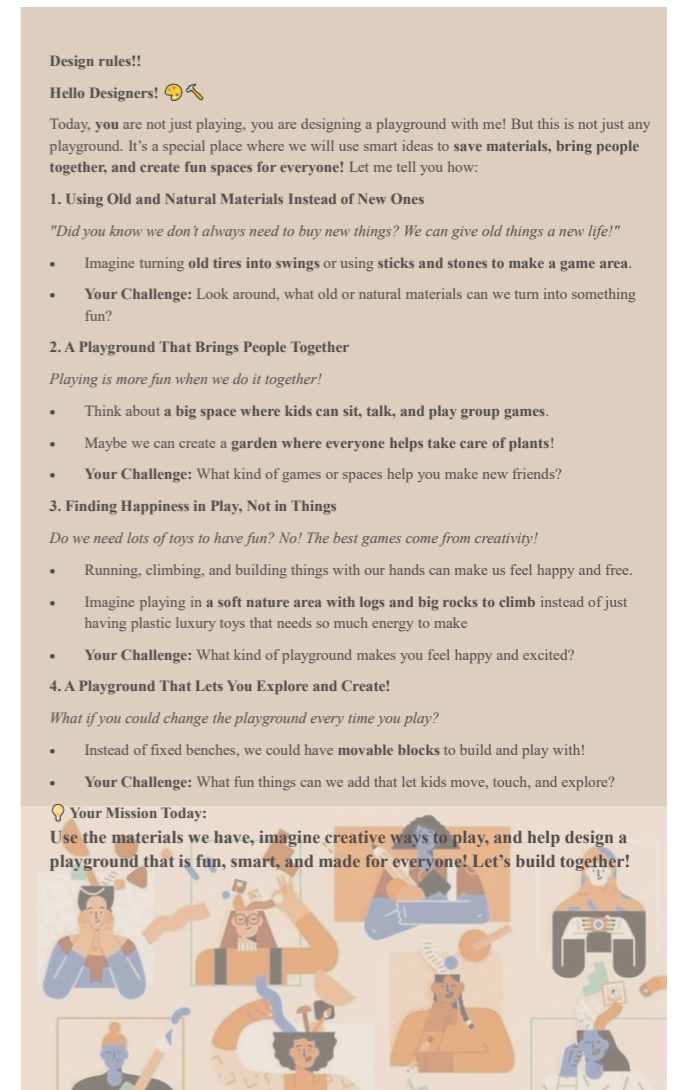 Design rules!!
Hello Designers! 🎨🔨
Today, you are not just playing, you are designing a playground with me! But this is not just any
playground. It’s a special place where we will use smart ideas to save materials, bring people
together, and create fun spaces for everyone! Let me tell you how:
1. Using Old and Natural Materials Instead of New Ones
"Did you know we don’t always need to buy new things? We can give old things a new life!"
• Imagine turning old tires into swings or using sticks and stones to make a game area.
• Your Challenge: Look around, what old or natural materials can we turn into something
fun?
2. A Playground That Brings People Together
Playing is more fun when we do it together!
• Think about a big space where kids can sit, talk, and play group games.
• Maybe we can create a garden where everyone helps take care of plants!
• Your Challenge: What kind of games or spaces help you make new friends?
3. Finding Happiness in Play, Not in Things
Do we need lots of toys to have fun? No! The best games come from creativity!
• Running, climbing, and building things with our hands can make us feel happy and free.
• Imagine playing in a soft nature area with logs and big rocks to climb instead of just
having plastic luxury toys that needs so much energy to make
• Your Challenge: What kind of playground makes you feel happy and excited?
4. A Playground That Lets You Explore and Create!
What if you could change the playground every time you play?
• Instead of fixed benches, we could have movable blocks to build and play with!
• Your Challenge: What fun things can we add that let kids move, touch, and explore?
💡 Your Mission Today:
Use the materials we have, imagine creative ways to play, and help design a
playground that is fun, smart, and made for everyone! Let’s build together!